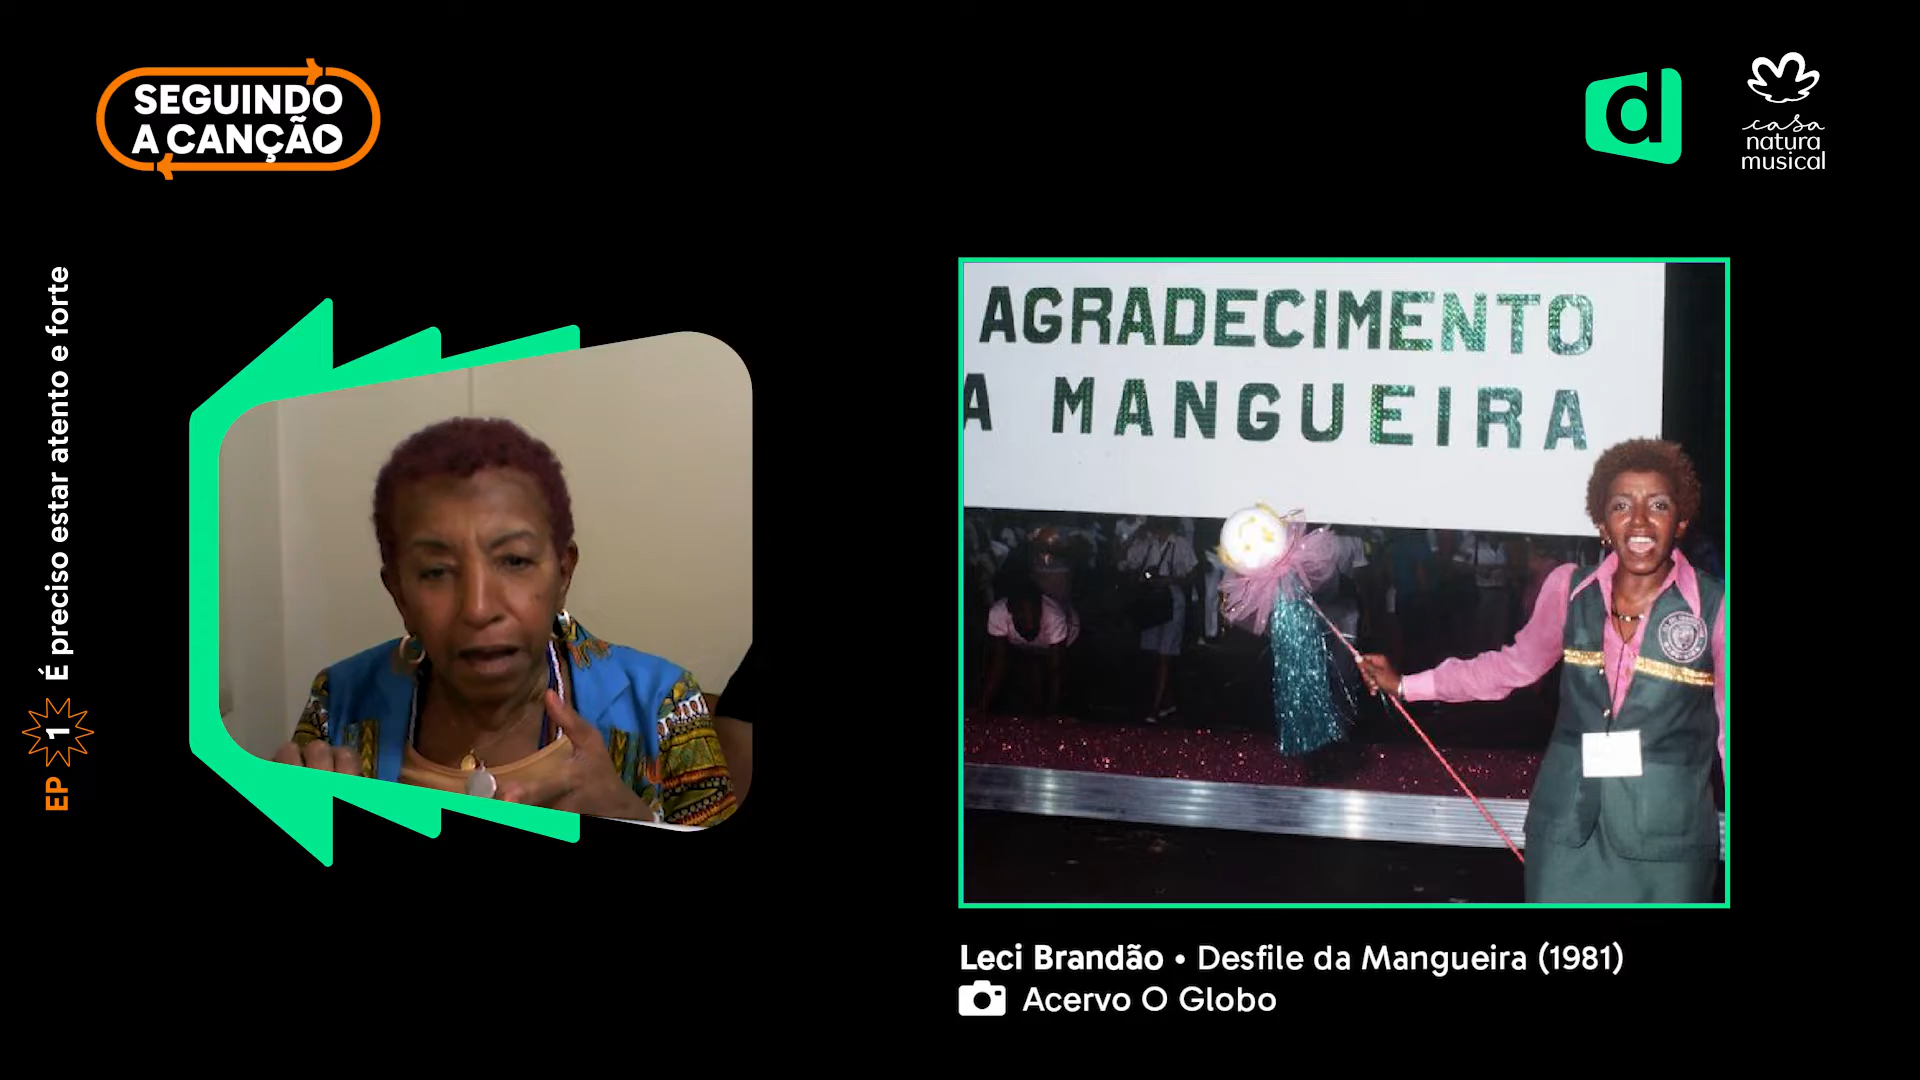 SEGUINDO
A CANÇÃO
d
casa
natura
musical
EP 1 É preciso estar atento e forte
AGRADECIMENTO
A MANGUEIRA
Leci Brandão • Desfile da Mangueira (1981)
Acervo O Globo